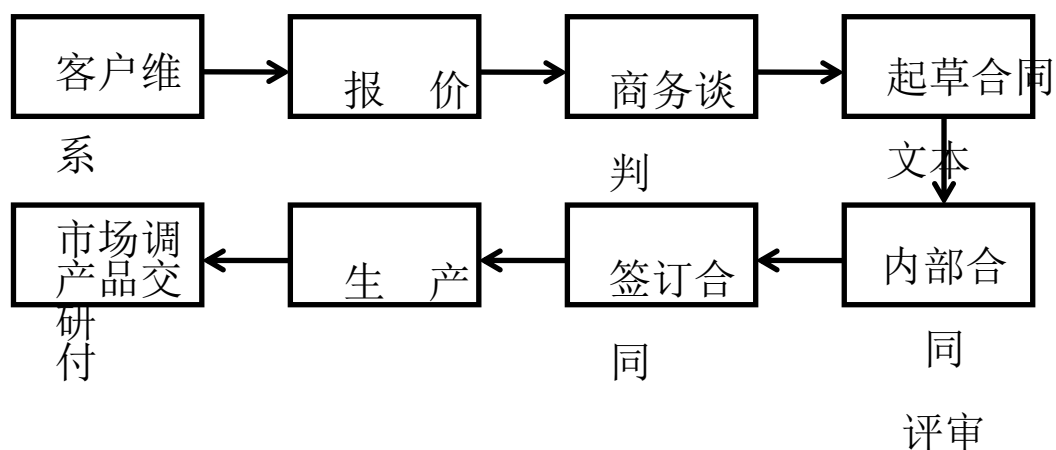 客户维
系
报 价
商务谈
判
起草合同
文本
内部合
同
评审
签订合
同
生 产
市场调
研
产品交
付